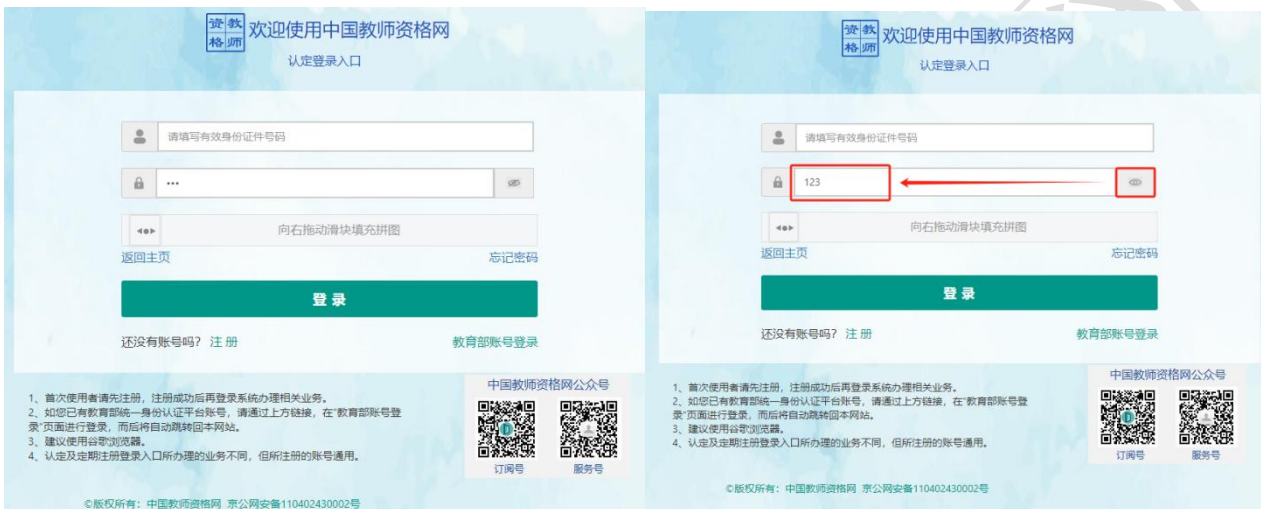 资教
格师
欢迎使用中国教师资格网
认定登录入口
请填写有效身份证件号码
•••
向右拖动滑块填充拼图
返回主页 忘记密码
登 录
还没有账号吗? 注 册 教育部账号登录
1、首次使用者请先注册,注册成功后再登录系统办理相关业务。
2、如您已有教育部统一身份认证平台账号,请通过上方链接,在"教育部账号登
录"页面进行登录,而后将自动跳转回本网站。
3、建议使用谷歌浏览器。
4、认定及定期注册登录入口所办理的业务不同,但所注册的账号通用。
中国教师资格网公众号
订阅号 服务号
©版权所有:中国教师资格网 京公网安备110402430002号
资教
格师
欢迎使用中国教师资格网
认定登录入口
请填写有效身份证件号码
123
向右拖动滑块填充拼图
返回主页 忘记密码
登 录
还没有账号吗? 注 册 教育部账号登录
1、首次使用者请先注册,注册成功后再登录系统办理相关业务。
2、如您已有教育部统一身份认证平台账号,请通过上方链接,在"教育部账号登
录"页面进行登录,而后将自动跳转回本网站。
3、建议使用谷歌浏览器。
4、认定及定期注册登录入口所办理的业务不同,但所注册的账号通用。
中国教师资格网公众号
订阅号 服务号
©版权所有:中国教师资格网 京公网安备110402430002号